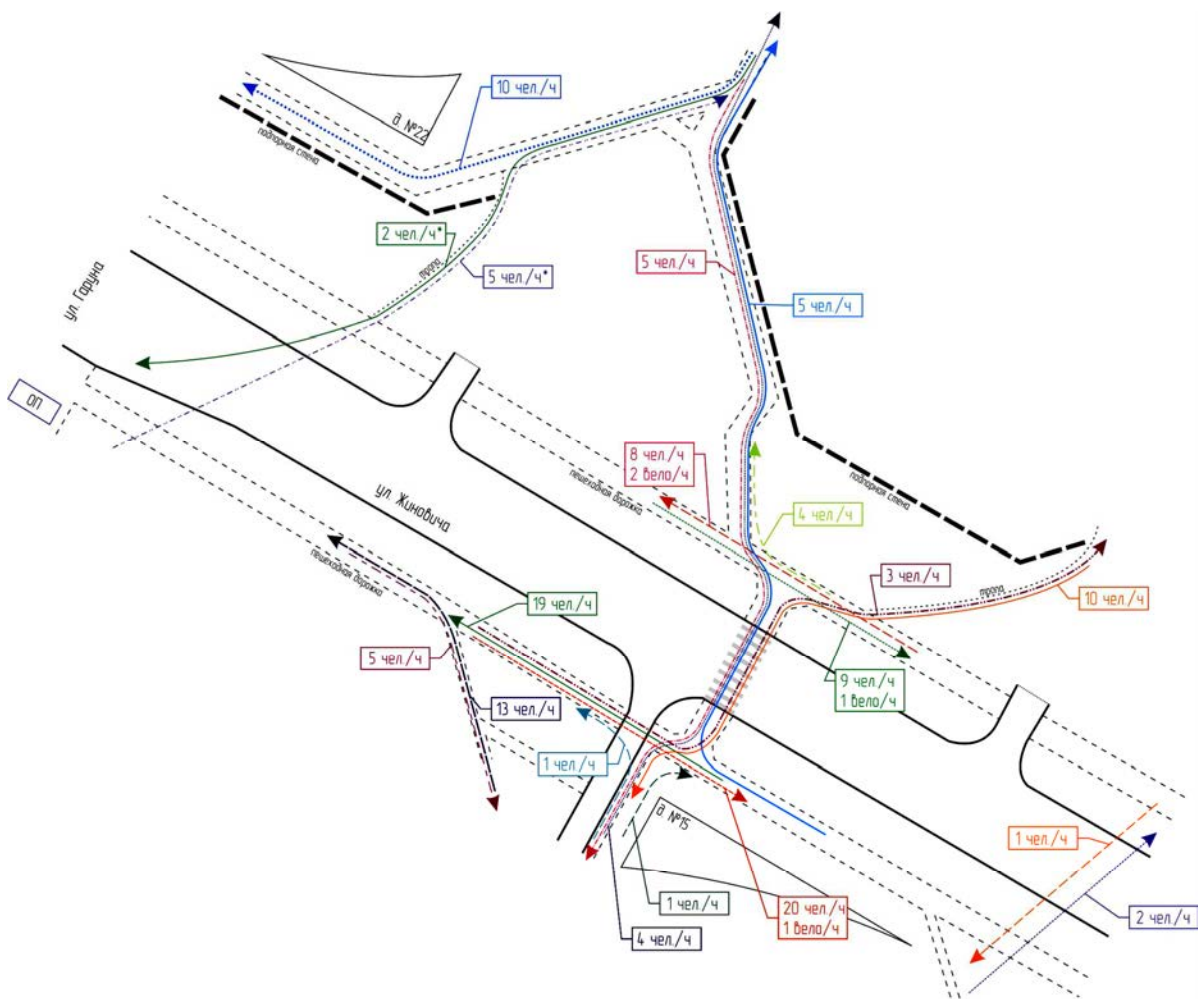 10 чел./ч
д. №22
подпорная стена
2 чел./ч*
тропа
5 чел/ч*
ул. Гаруна
5 чел./ч
5 чел./ч
ОП
8 чел./ч
2 вело/ч
пешеходная дорожка
подпорная стена
ул. Жиновича
4 чел/ч
пешеходная дорожка
3 чел./ч
тропа
10 чел/ч
19 чел./ч
5 чел/ч
9 чел./ч
1 вело/ч
13 чел./ч
1 чел./ч
д. №15
1 чел./ч
1 чел./ч
20 чел./ч
1 вело/ч
2 чел./ч
4 чел./ч